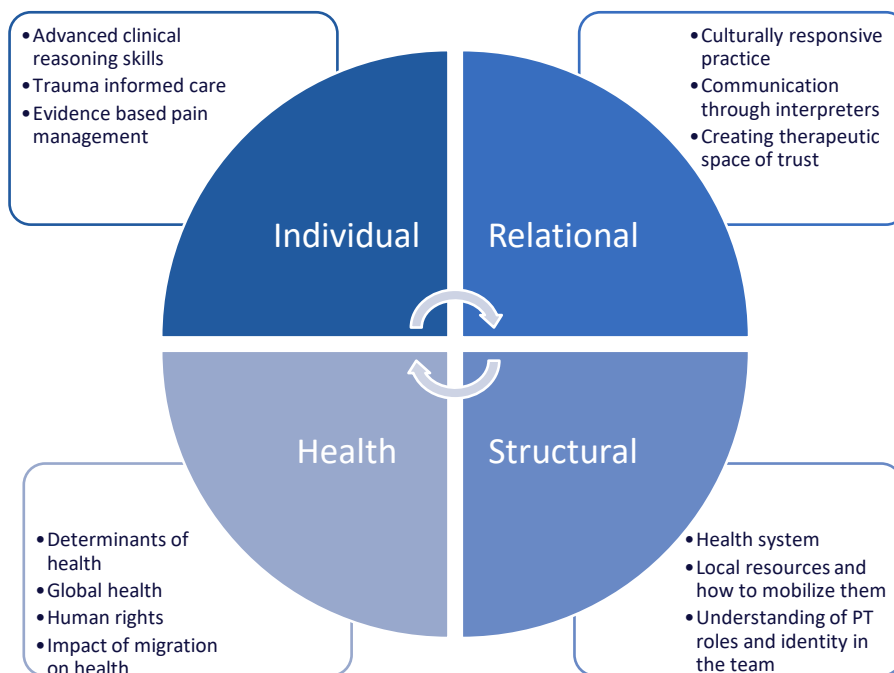 •Advanced clinical
reasoning skills
•Trauma informed care
•Evidence based pain
management
•Culturally responsive
practice
•Communication
through interpreters
•Creating therapeutic
space of trust
Individual
Relational
Health
Structural
•Determinants of
health
•Global health
•Human rights
•Impact of migration
on health
•Health system
•Local resources and
how to mobilize them
•Understanding of PT
roles and identity in
the team